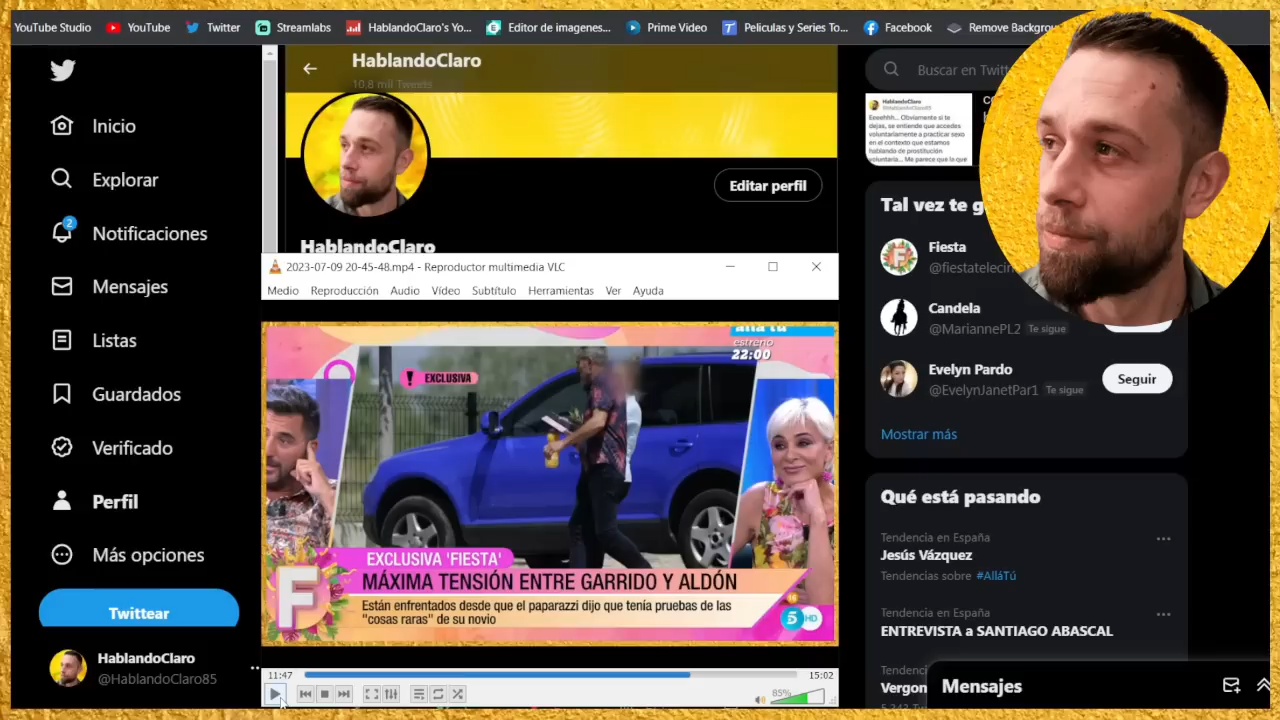 YouTube Studio
YouTube
Twitter
Streamlabs
HablandoClaro's Yo...
Editor de imagenes...
Prime Video
Peliculas y Series To...
Facebook
Remove Backgrou
HablandoClaro
10,8 mil Tweets
Buscar en Twitt
Inicio
Explorar
2
Notificaciones
Mensajes
Listas
Guardados
Verificado
Perfil
Más opciones
Twittear
HablandoClaro
@HablandoClaro85
Editar perfil
HablandoClaro
2023-07-09 20-45-48.mp4 - Reproductor multimedia VLC
Medio Reproducción Audio Vídeo Subtítulo Herramientas Ver Ayuda
estreno
22:00
! EXCLUSIVA
EXCLUSIVA 'FIESTA'
F
MÁXIMA TENSIÓN ENTRE GARRIDO Y ALDÓN
Están enfrentados desde que el paparazzi dijo que tenía pruebas de las
"cosas raras" de su novio
16
5 HD
11:47
15:02
85%
HablandoClaro
Eeeehhh... Obviamente si te
dejas, se entiende que accedes
voluntariamente a practicar sexo
en el contexto que estamos
hablando de prostitución
voluntaria... Me parece que lo que
Tal vez te g
Fiesta
@fiestatelecin
Candela
@MariannePL2 Te sigue
Evelyn Pardo
@EvelynJanetPar1 Te sigue
Seguir
Mostrar más
Qué está pasando
Tendencia en España
Jesús Vázquez
Tendencias sobre #AlláTú
Tendencia en España
ENTREVISTA a SANTIAGO ABASCAL
Tendenc
Vergon
Mensajes